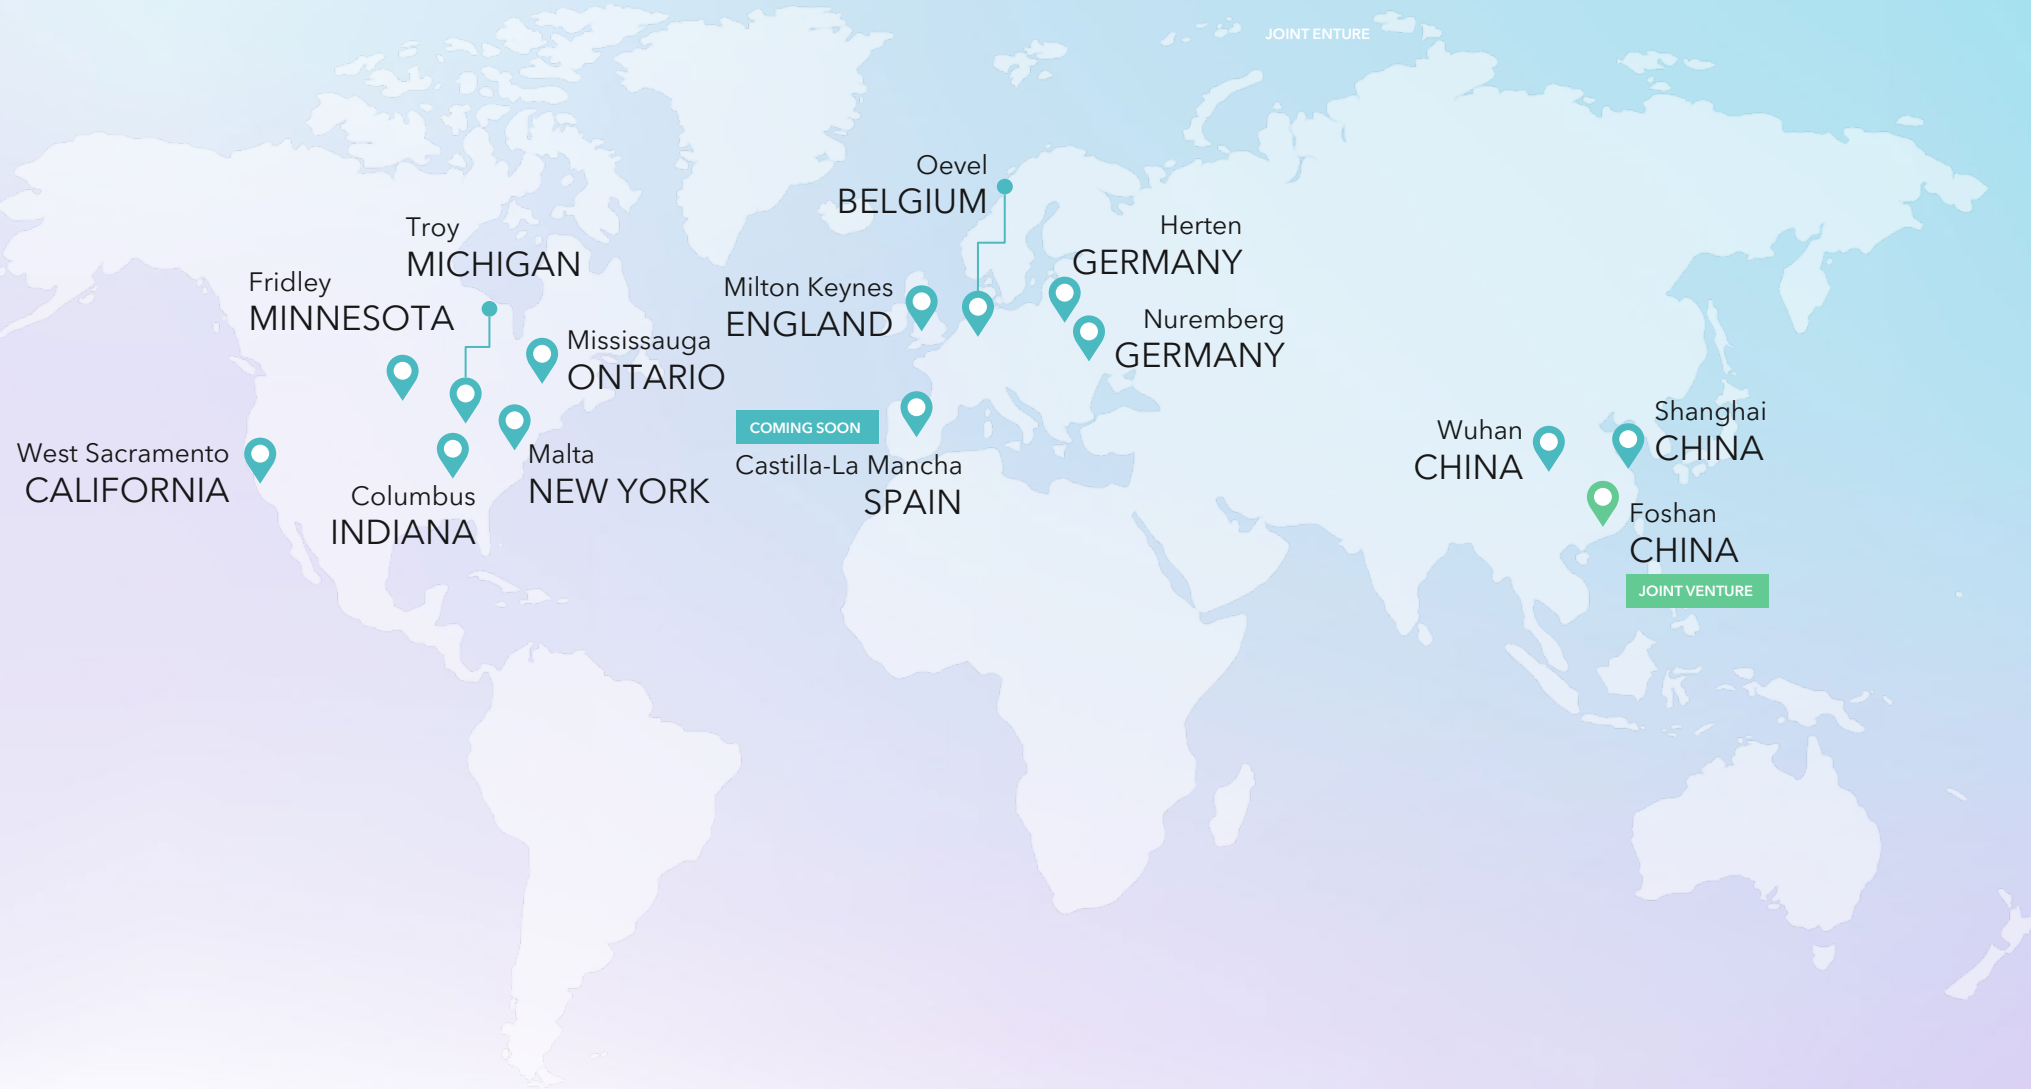 JOINT ENTURE
Oevel
BELGIUM
Troy
MICHIGAN
Herten
GERMANY
Fridley
MINNESOTA
Milton Keynes
ENGLAND
Nuremberg
GERMANY
Mississauga
ONTARIO
COMING SOON
Castilla-La Mancha
SPAIN
West Sacramento
CALIFORNIA
Columbus
INDIANA
Malta
NEW YORK
Wuhan
CHINA
Shanghai
CHINA
Foshan
CHINA
JOINT VENTURE